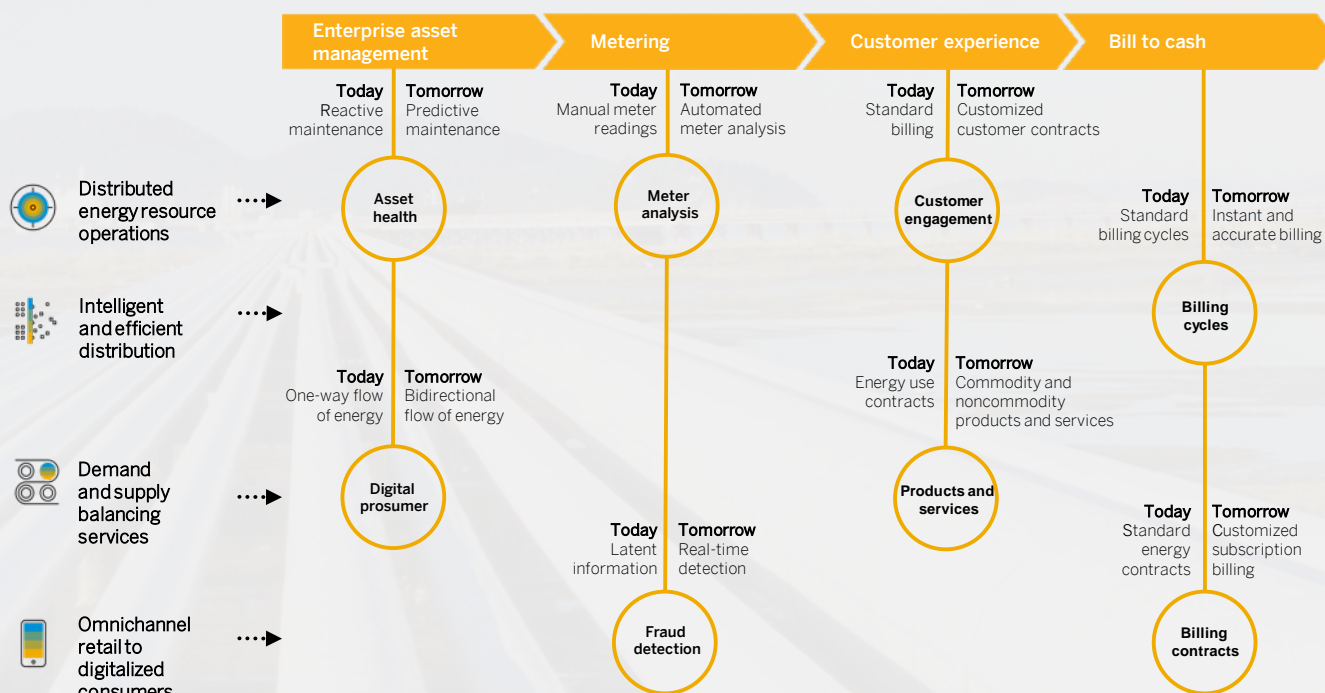 Enterprise asset
management
Metering
Customer experience
Bill to cash
Today
Reactive
maintenance
Tomorrow
Predictive
maintenance
Today
Manual meter
readings
Tomorrow
Automated
meter analysis
Today
Standard
billing
Tomorrow
Customized
customer contracts
Distributed
energy resource
operations
Asset
health
Meter
analysis
Customer
engagement
Today
Standard
billing cycles
Tomorrow
Instant and
accurate billing
Intelligent
and efficient
distribution
Billing
cycles
Today
One-way flow
of energy
Tomorrow
Bidirectional
flow of energy
Today
Energy use
contracts
Tomorrow
Commodity and
noncommodity
products and services
Demand
and supply
balancing
services
Digital
prosumer
Products and
services
Today
Latent
information
Tomorrow
Real-time
detection
Today
Standard
energy
contracts
Tomorrow
Customized
subscription
billing
Omnichannel
retail to
digitalized
consumers
Fraud
detection
Billing
contracts